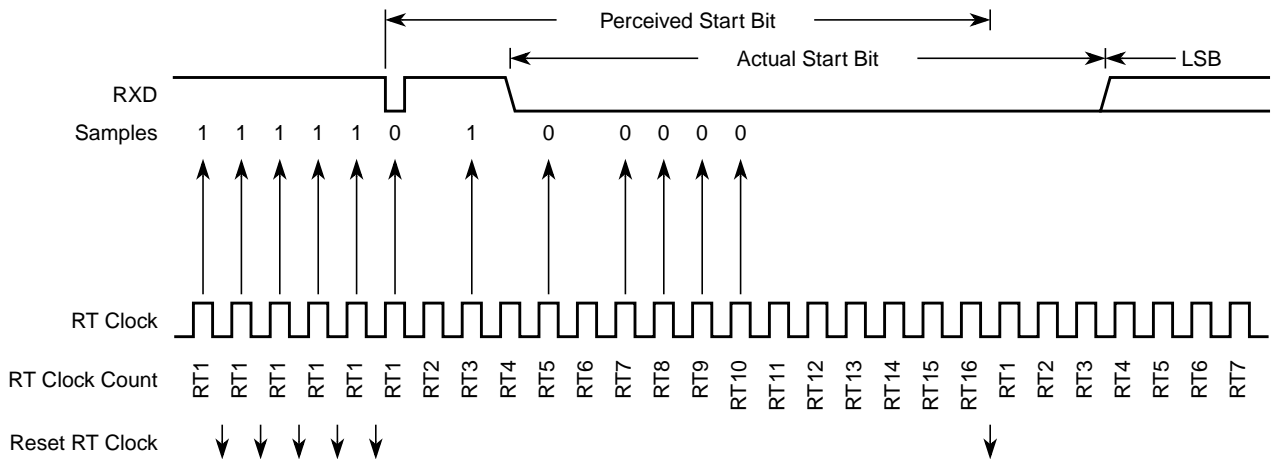 Perceived Start Bit
Actual Start Bit
LSB
RXD
Samples 1 1 1 1 1 0 1 0 0 0 0 0
RT Clock
RT Clock Count RT1 RT1 RT1 RT1 RT1 RT1 RT2 RT3 RT4 RT5 RT6 RT7 RT8 RT9 RT10 RT11 RT12 RT13 RT14 RT15 RT16 RT1 RT2 RT3 RT4 RT5 RT6 RT7
Reset RT Clock